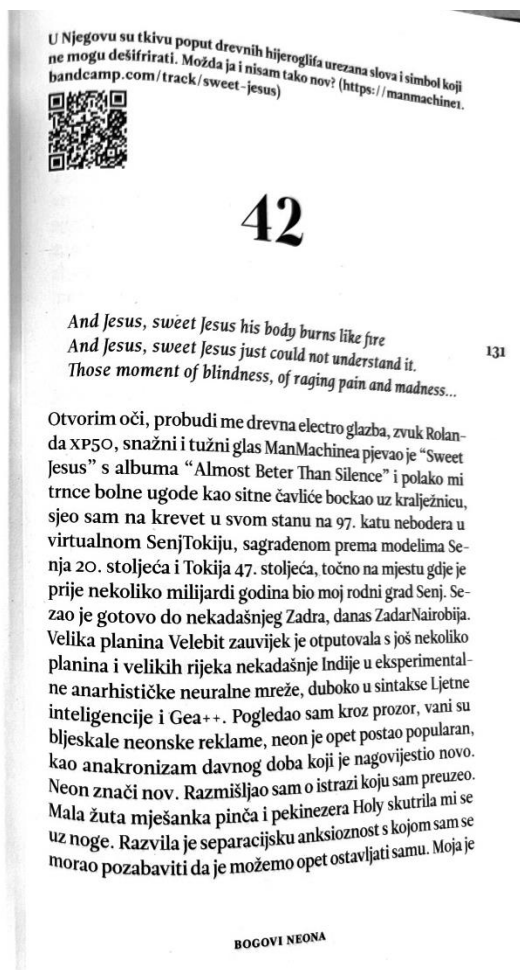 U Njegovu su tkivu poput drevnih hijeroglifa urezana slova i simbol koji
ne mogu dešifrirati. Možda ja i nisam tako nov? (https://manmachine1.
bandcamp.com/track/sweet-jesus)
42
And Jesus, sweet Jesus his body burns like fire
And Jesus, sweet Jesus just could not understand it.
Those moment of blindness, of raging pain and madness...
131
Otvorim oči, probudi me drevna electro glazba, zvuk Rolan-
da XP50, snažni i tužni glas ManMachinea pjevao je “Sweet
Jesus” s albuma “Almost Beter Than Silence” i polako mi
trnce bolne ugode kao sitne čavliće bockao uz kralježnicu,
sjeo sam na krevet u svom stanu na 97. katu nebodera u
virtualnom SenjTokiju, sagrađenom prema modelima Se-
nja 20. stoljeća i Tokija 47. stoljeća, točno na mjestu gdje je
prije nekoliko milijardi godina bio moj rodni grad Senj. Se-
zao je gotovo do nekadašnjeg Zadra, danas ZadarNairobija.
Velika planina Velebit zauvijek je otputovala s još nekoliko
planina i velikih rijeka nekadašnje Indije u eksperimental-
ne anarhističke neuralne mreže, duboko u sintakse Ljetne
inteligencije i Gea++. Pogledao sam kroz prozor, vani su
bljeskale neonske reklame, neon je opet postao popularan,
kao anakronizam davnog doba koji je nagovijestio novo.
Neon znači nov. Razmišljao sam o istrazi koju sam preuzeo.
Mala žuta mješanka pinča i pekinezera Holy skutrila mi se
uz noge. Razvila je separacijsku anksioznost s kojom sam se
morao pozabaviti da je možemo opet ostavljati samu. Moja je
BOGOVI NEONA